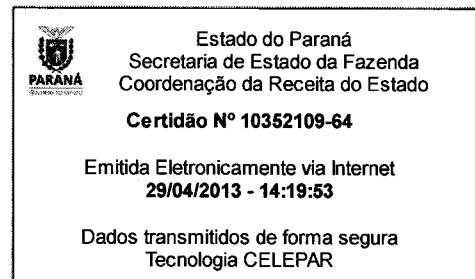 Estado do Paraná
Secretaria de Estado da Fazenda
PARANÁ
Coordenação da Receita do Estado
Certidão Nº 10352109-64
Emitida Eletronicamente via Internet
29/04/2013 - 14:19:53
Dados transmitidos de forma segura
Tecnologia CELEPAR